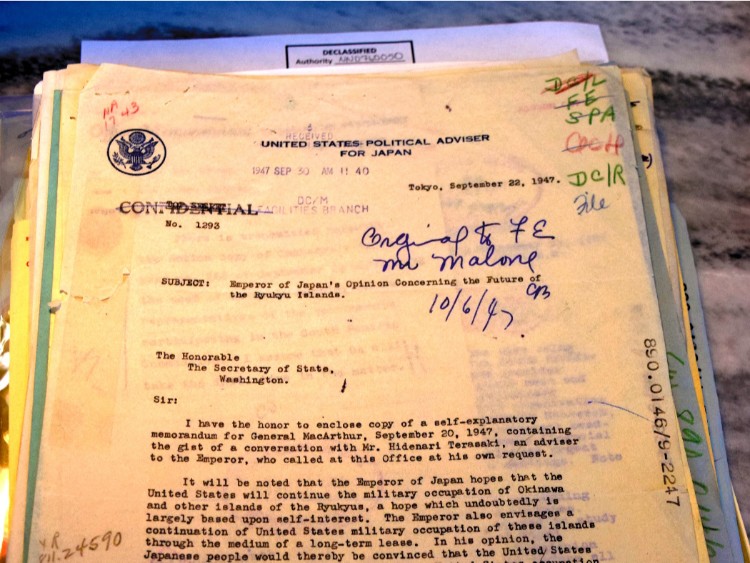 DECLASSIFIED
Authority
DC/L
FE
SPA
DC/R
File
RECEIVED
UNITED STATES POLITICAL ADVISER
FOR JAPAN
1947 SEP 30 AM 11 40
Tokyo, September 22, 1947.
DC/M
CONFIDENTIAL FACILITIES BRANCH
No. 1293
Orginal to FE
Mr Malone
10/6/47
SUBJECT: Emperor of Japan's Opinion Concerning the Future of
the Ryukyu Islands.
The Honorable
The Secretary of State,
Washington.
Sir:
I have the honor to enclose copy of a self-explanatory
memorandum for General MacArthur, September 20, 1947, containing
the gist of a conversation with Mr. Hidenari Terasaki, an adviser
to the Emperor, who called at this Office at his own request.
It will be noted that the Emperor of Japan hopes that the
United States will continue the military occupation of Okinawa
and other islands of the Ryukyus, a hope which undoubtedly is
largely based upon self-interest. The Emperor also envisages a
continuation of United States military occupation of these islands
through the medium of a long-term lease. In his opinion, the
Japanese people would thereby be convinced that the United States
890.0146/9-2247